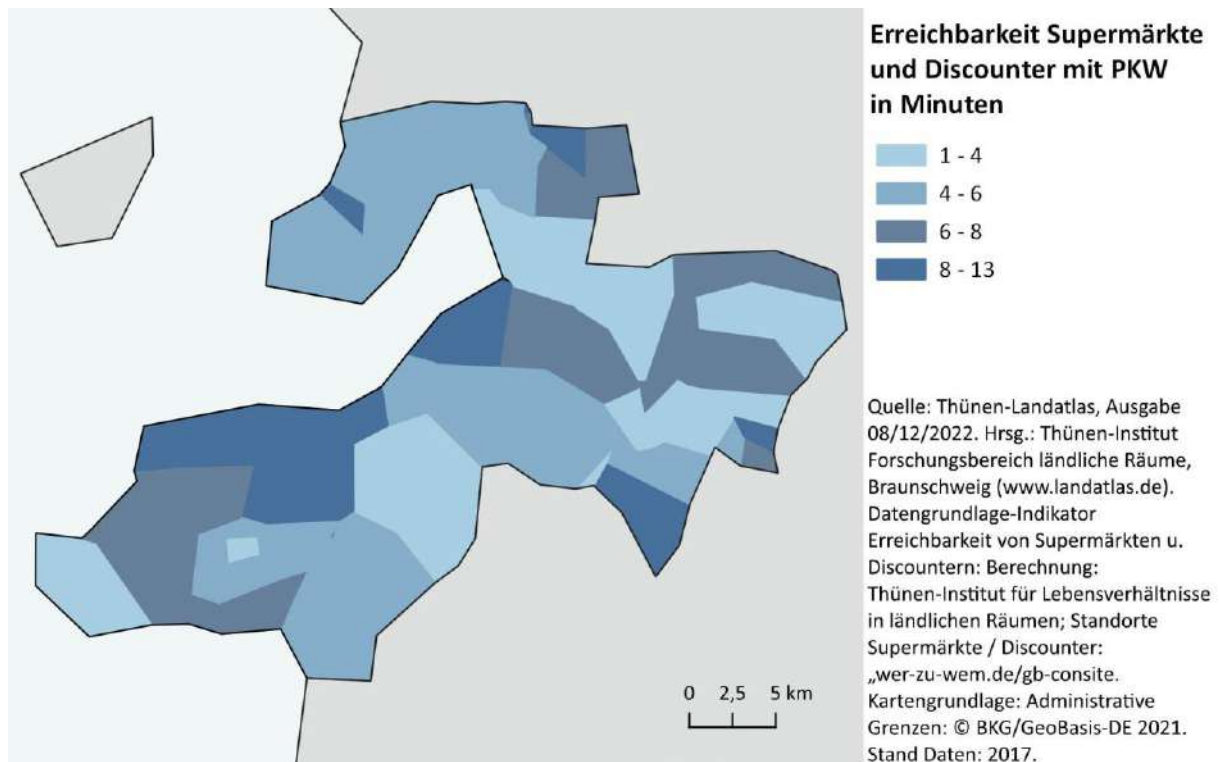 Erreichbarkeit Supermärkte
und Discounter mit PKW
in Minuten
1 - 4
4 - 6
6 - 8
8 - 13
Quelle: Thünen-Landatlas, Ausgabe
08/12/2022. Hrsg.: Thünen-Institut
Forschungsbereich ländliche Räume,
Braunschweig (www.landatlas.de).
Datengrundlage-Indikator
Erreichbarkeit von Supermärkten u.
Discountern: Berechnung:
Thünen-Institut für Lebensverhältnisse
in ländlichen Räumen; Standorte
Supermärkte / Discounter:
„wer-zu-wem.de/gb-consite.
Kartengrundlage: Administrative
Grenzen: © BKG/GeoBasis-DE 2021.
Stand Daten: 2017.
0 2,5 5 km